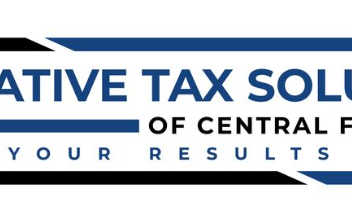 ATIVE TAX SOLU
OF CENTRAL F
YOUR RESULTS